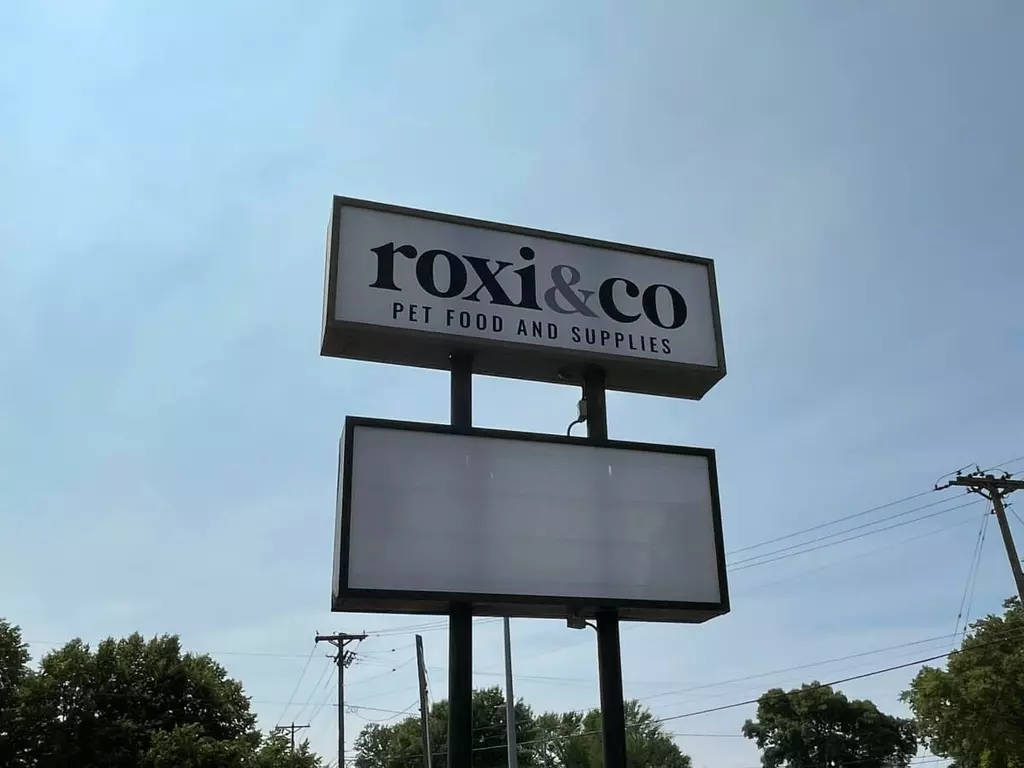 roxi&co
PET FOOD AND SUPPLIES